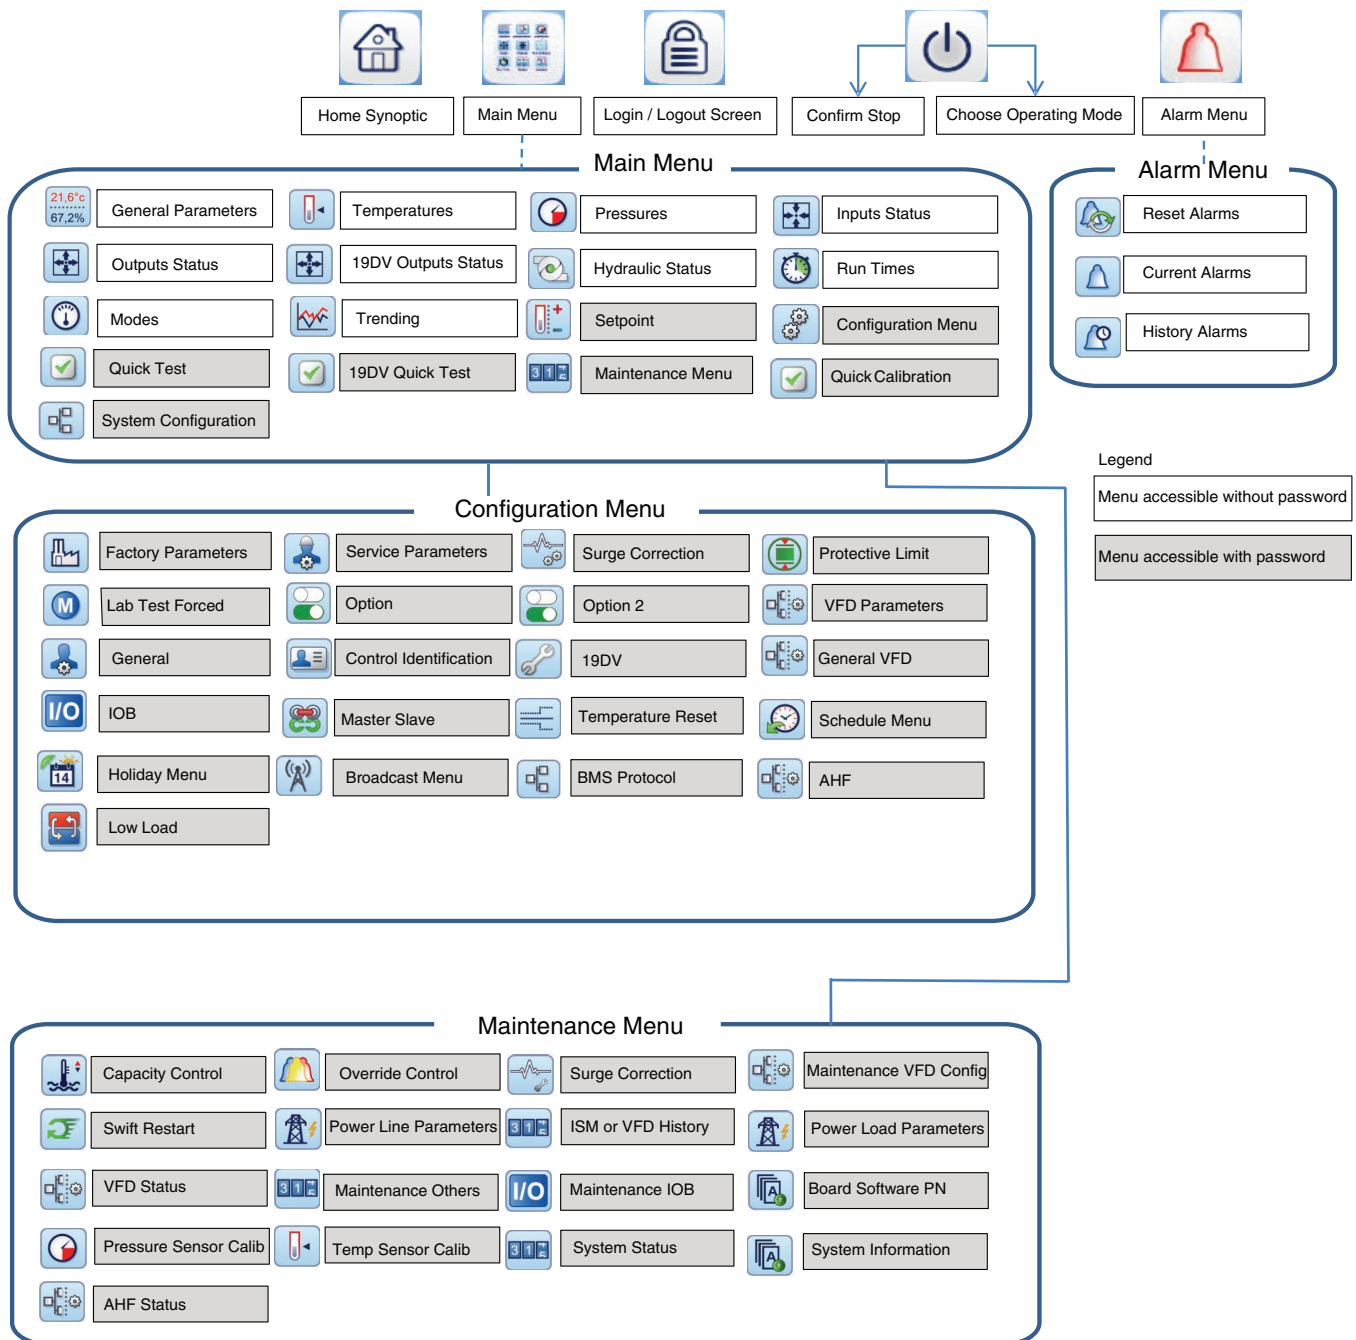 Home Synoptic
Main Menu
Login / Logout Screen
Confirm Stop
Choose Operating Mode
Alarm Menu
Main Menu
21,6°c
67,2%
General Parameters
Temperatures
Pressures
Inputs Status
Outputs Status
19DV Outputs Status
Hydraulic Status
Run Times
Modes
Trending
Setpoint
Configuration Menu
Quick Test
19DV Quick Test
Maintenance Menu
Quick Calibration
System Configuration
Alarm Menu
Reset Alarms
Current Alarms
History Alarms
Legend
Menu accessible without password
Menu accessible with password
Configuration Menu
Factory Parameters
Service Parameters
Surge Correction
Protective Limit
M
Lab Test Forced
Option
Option 2
VFD Parameters
General
Control Identification
19DV
General VFD
I/O
IOB
Master Slave
Temperature Reset
Schedule Menu
14
Holiday Menu
Broadcast Menu
BMS Protocol
AHF
Low Load
Maintenance Menu
Capacity Control
Override Control
Surge Correction
Maintenance VFD Config
Swift Restart
Power Line Parameters
ISM or VFD History
Power Load Parameters
VFD Status
Maintenance Others
I/O
Maintenance IOB
A
Board Software PN
Pressure Sensor Calib
Temp Sensor Calib
System Status
A
System Information
AHF Status